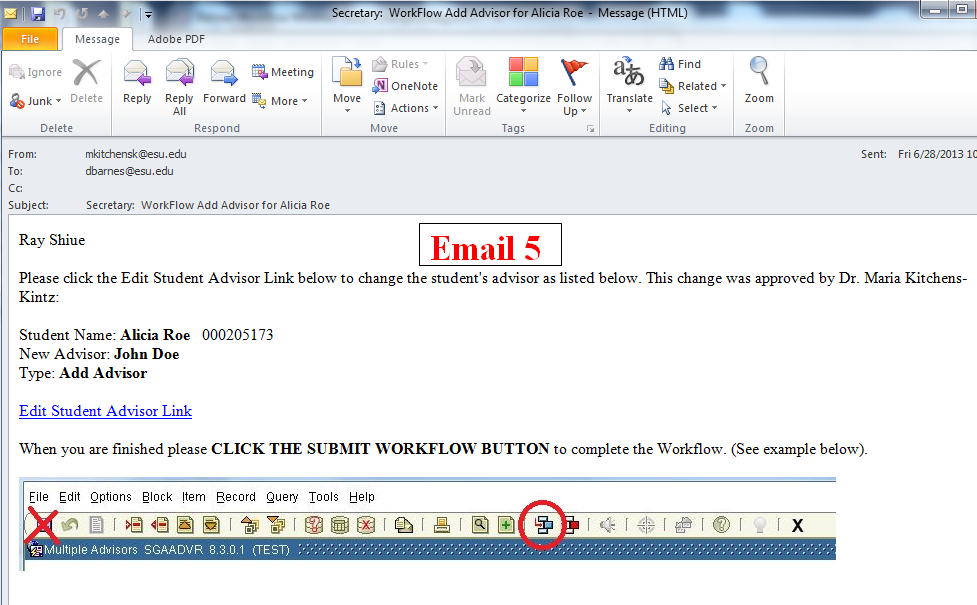 Secretary: WorkFlow Add Advisor for Alicia Roe - Message (HTML)
File Message Adobe PDF
Ignore
Junk
Delete
Delete
Reply
Reply All
Forward
Meeting
More
Respond
Move
Rules
OneNote
Actions
Move
Mark Unread
Categorize
Follow Up
Tags
Translate
Find
Related
Select
Editing
Zoom
Zoom
From: mkitchensk@esu.edu
Sent: Fri 6/28/2013 10
To: dbarnes@esu.edu
Cc:
Subject: Secretary: WorkFlow Add Advisor for Alicia Roe
Ray Shiue
Email 5
Please click the Edit Student Advisor Link below to change the student's advisor as listed below. This change was approved by Dr. Maria Kitchens-
Kintz:
Student Name: Alicia Roe 000205173
New Advisor: John Doe
Type: Add Advisor
Edit Student Advisor Link
When you are finished please CLICK THE SUBMIT WORKFLOW BUTTON to complete the Workflow. (See example below).
File Edit Options Block Item Record Query Tools Help
X
Multiple Advisors SGAADVR 8.3.0.1 (TEST)